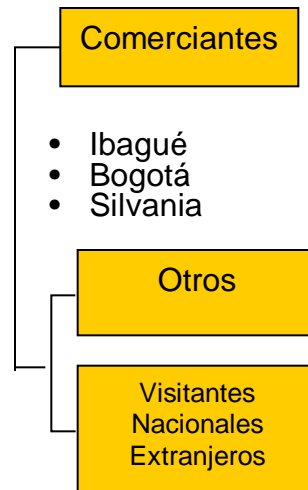 Comerciantes
• Ibagué
• Bogotá
• Silvania
Otros
Visitantes
Nacionales
Extranjeros